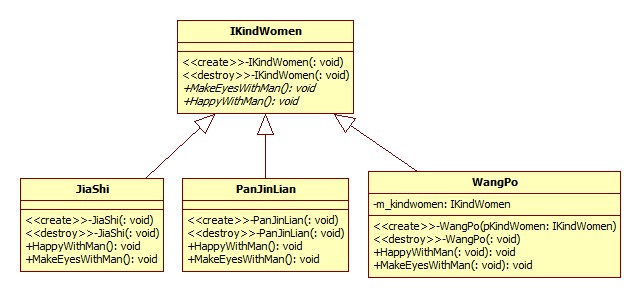 IKindWomen
<<create>>-IKindWomen(: void)
<<destroy>>-IKindWomen(: void)
+MakeEyesWithMan(): void
+HappyWithMan(): void
JiaShi
<<create>>-JiaShi(: void)
<<destroy>>-JiaShi(: void)
+HappyWithMan(): void
+MakeEyesWithMan(): void
PanJinLian
<<create>>-PanJinLian(: void)
<<destroy>>-PanJinLian(: void)
+HappyWithMan(): void
+MakeEyesWithMan(): void
WangPo
-m_kindwomen: IKindWomen
<<create>>-WangPo(pKindWomen: IKindWomen)
<<destroy>>-WangPo(: void)
+HappyWithMan(: void): void
+MakeEyesWithMan(: void): void